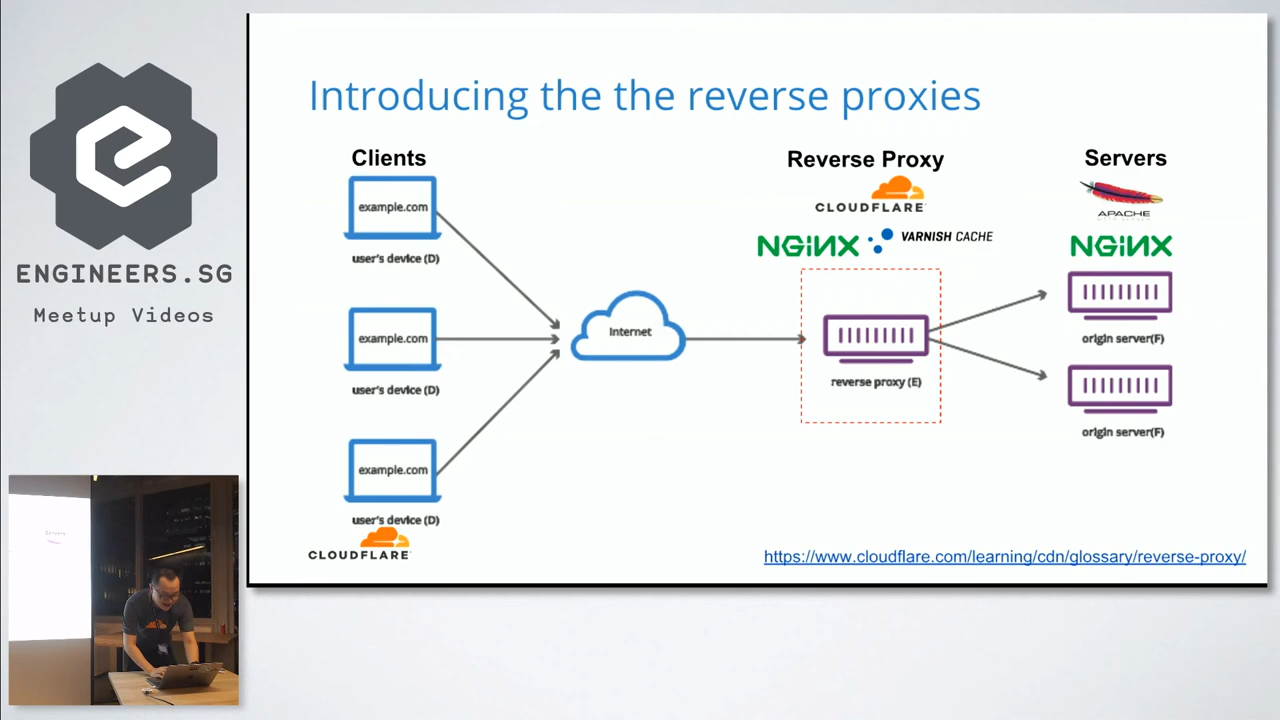 ENGINEERS.SG
Meetup Videos
Introducing the the reverse proxies
Clients
Reverse Proxy
Servers
CLOUDFLARE
APACHE
NGINX
VARNISH CACHE
NGINX
example.com
user's device (D)
example.com
user's device (D)
example.com
user's device (D)
Internet
reverse proxy (E)
origin server(F)
origin server(F)
CLOUDFLARE
https://www.cloudflare.com/learning/cdn/glossary/reverse-proxy/
Servers